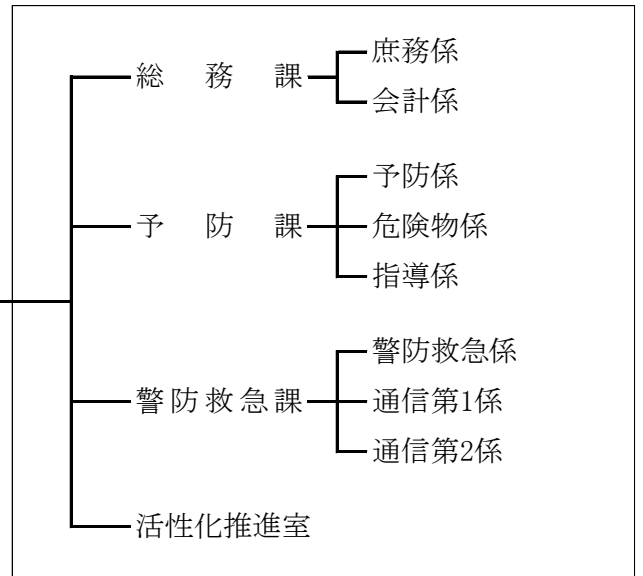 総務課
庶務係
会計係
予防課
予防係
危険物係
指導係
警防救急課
警防救急係
通信第1係
通信第2係
活性化推進室